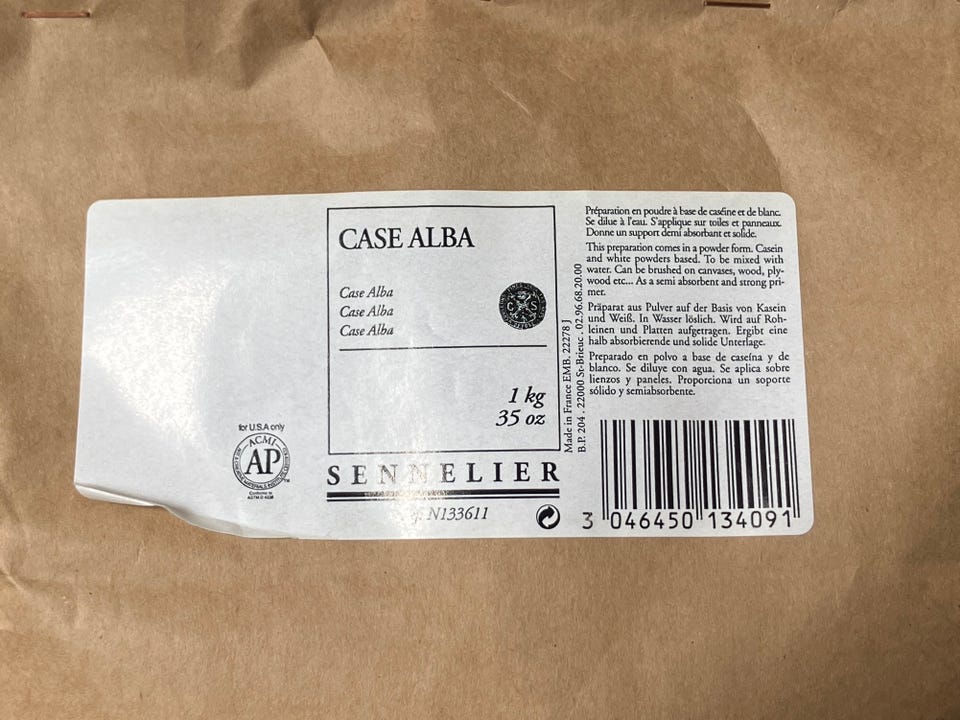 CASE ALBA
Case Alba
Case Alba
Case Alba
C S
1 kg
35 oz
SENNELIER
N133611
for U.S.A only
ACMI
AP
Conforms to
ASTM D 4236
Made in France EMB. 22278 J
B.P. 204 . 22000 St-Brieuc . 02.96.68.20.00
Préparation en poudre à base de caséine et de blanc.
Se dilue à l'eau. S'applique sur toiles et panneaux.
Donne un support demi absorbant et solide.
This preparation comes in a powder form. Casein
and white powders based. To be mixed with
water. Can be brushed on canvases, wood, ply-
wood etc... As a semi absorbent and strong pri-
mer.
Präparat aus Pulver auf der Basis von Kasein
und Weiß. In Wasser löslich. Wird auf Roh-
leinen und Platten aufgetragen. Ergibt eine
halb absorbierende und solide Unterlage.
Preparado en polvo a base de caseína y de
blanco. Se diluye con agua. Se aplica sobre
lienzos y paneles. Proporciona un soporte
sólido y semiabsorbente.
3 046450 134091